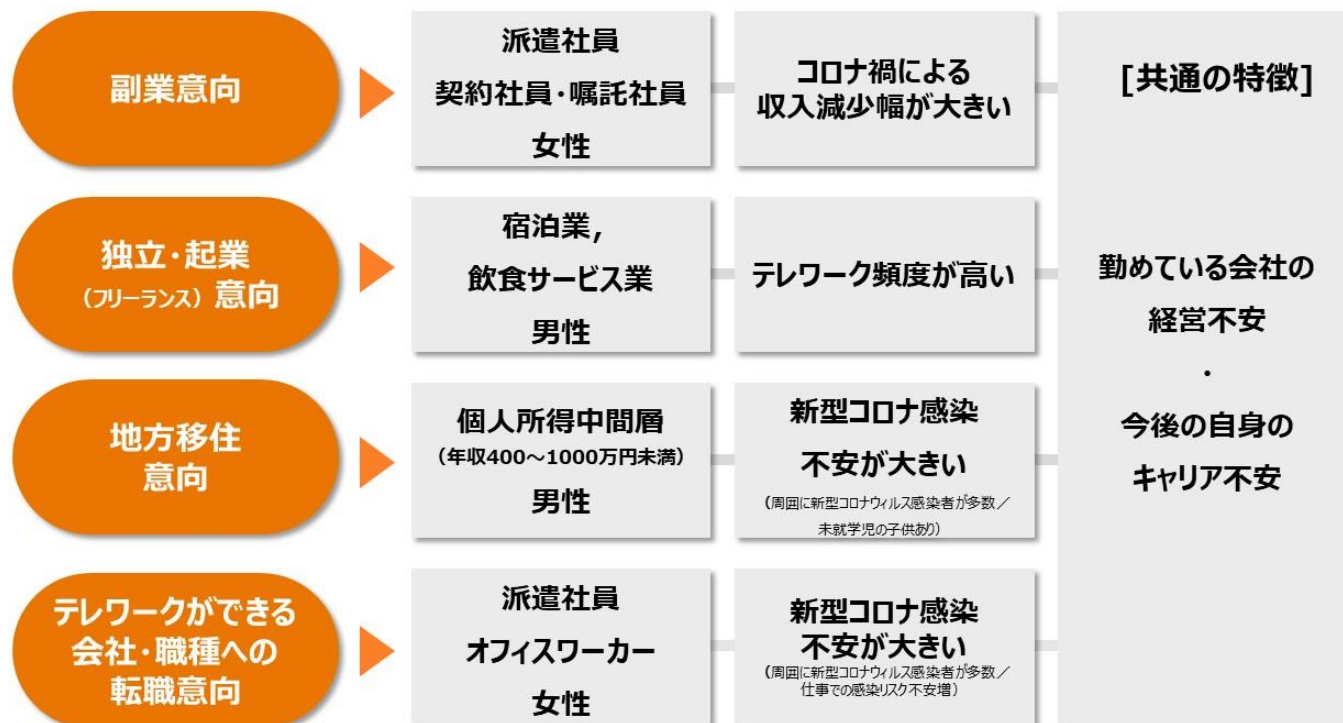 副業意向
派遣社員
契約社員・嘱託社員
女性
コロナ禍による
収入減少幅が大きい
[共通の特徴]
独立・起業
（フリーランス）意向
宿泊業,
飲食サービス業
男性
テレワーク頻度が高い
勤めている会社の
経営不安
・
今後の自身の
キャリア不安
地方移住
意向
個人所得中間層
（年収400～1000万円未満）
男性
新型コロナ感染
不安が大きい
（周囲に新型コロナウィルス感染者が多数／
未就学児の子供あり）
テレワークができる
会社・職種への
転職意向
派遣社員
オフィスワーカー
女性
新型コロナ感染
不安が大きい
（周囲に新型コロナウィルス感染者が多数／
仕事での感染リスク不安増）